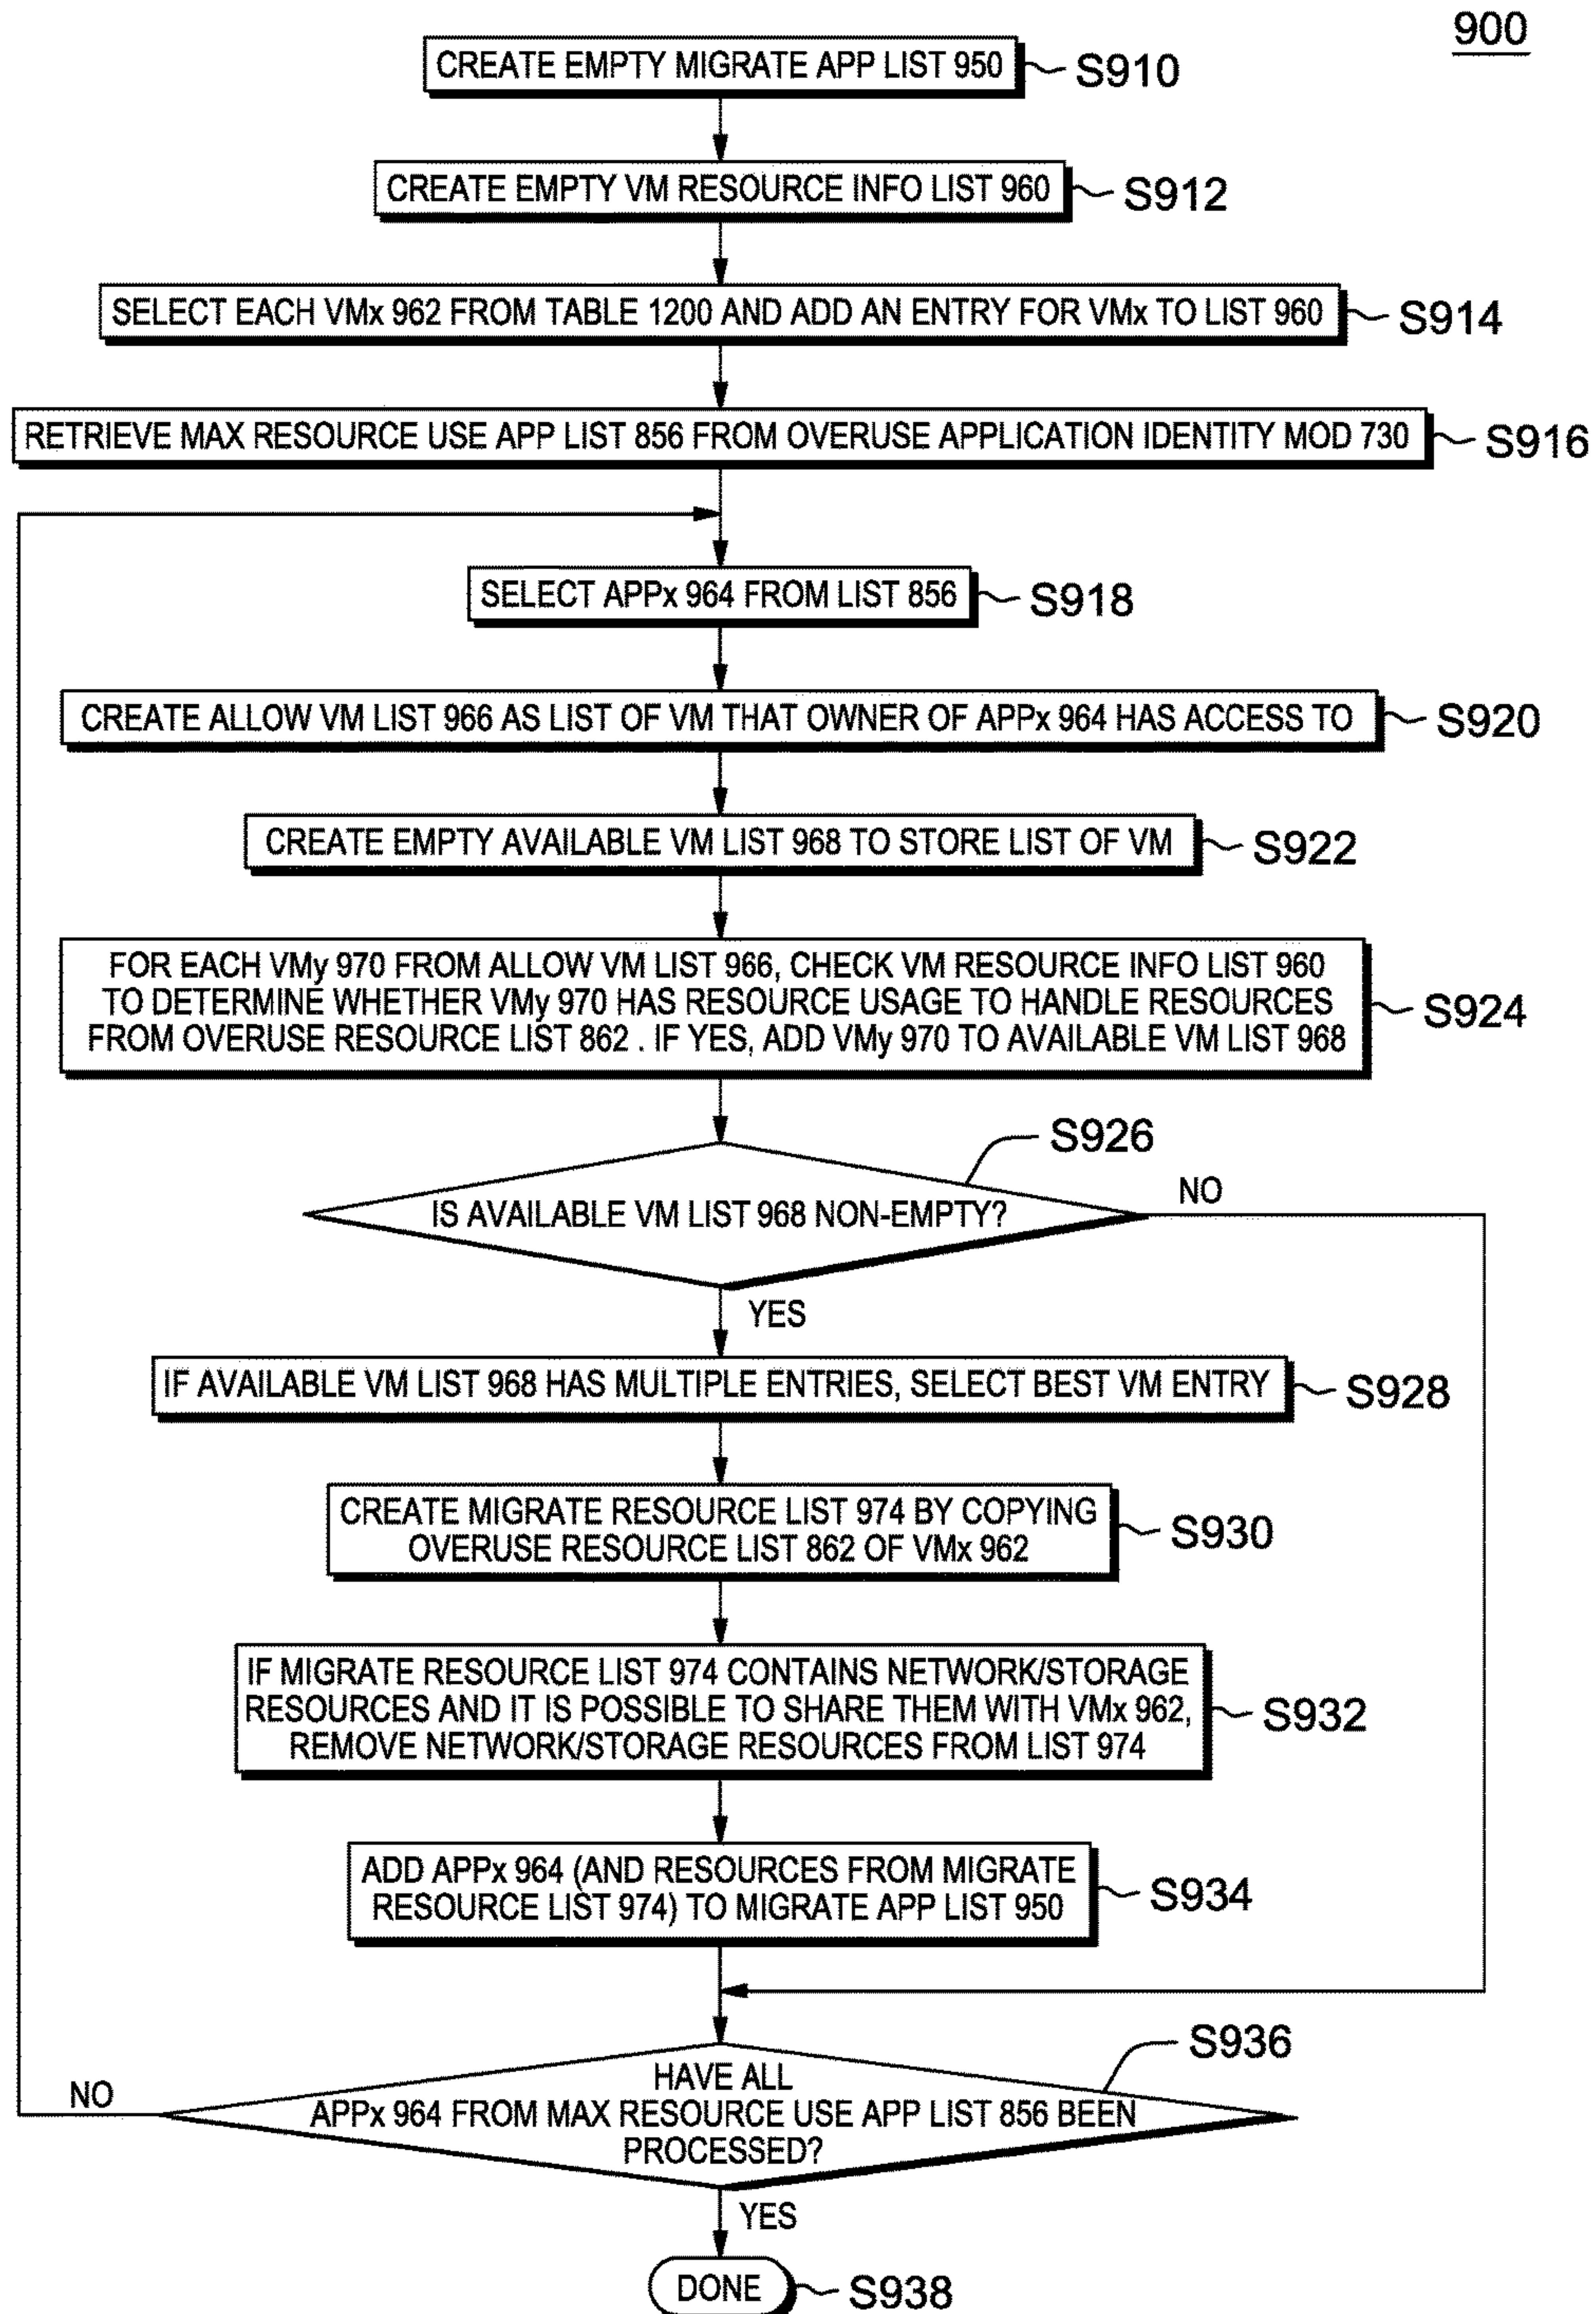 900
CREATE EMPTY MIGRATE APP LIST 950
S910
CREATE EMPTY VM RESOURCE INFO LIST 960
S912
SELECT EACH VMx 962 FROM TABLE 1200 AND ADD AN ENTRY FOR VMx TO LIST 960
S914
RETRIEVE MAX RESOURCE USE APP LIST 856 FROM OVERUSE APPLICATION IDENTITY MOD 730
S916
SELECT APPx 964 FROM LIST 856
S918
CREATE ALLOW VM LIST 966 AS LIST OF VM THAT OWNER OF APPx 964 HAS ACCESS TO
S920
CREATE EMPTY AVAILABLE VM LIST 968 TO STORE LIST OF VM
S922
FOR EACH VMy 970 FROM ALLOW VM LIST 966, CHECK VM RESOURCE INFO LIST 960
TO DETERMINE WHETHER VMy 970 HAS RESOURCE USAGE TO HANDLE RESOURCES
FROM OVERUSE RESOURCE LIST 862 . IF YES, ADD VMy 970 TO AVAILABLE VM LIST 968
S924
S926
IS AVAILABLE VM LIST 968 NON-EMPTY?
NO
YES
IF AVAILABLE VM LIST 968 HAS MULTIPLE ENTRIES, SELECT BEST VM ENTRY
S928
CREATE MIGRATE RESOURCE LIST 974 BY COPYING
OVERUSE RESOURCE LIST 862 OF VMx 962
S930
IF MIGRATE RESOURCE LIST 974 CONTAINS NETWORK/STORAGE
RESOURCES AND IT IS POSSIBLE TO SHARE THEM WITH VMx 962,
REMOVE NETWORK/STORAGE RESOURCES FROM LIST 974
S932
ADD APPx 964 (AND RESOURCES FROM MIGRATE
RESOURCE LIST 974) TO MIGRATE APP LIST 950
S934
S936
HAVE ALL
APPx 964 FROM MAX RESOURCE USE APP LIST 856 BEEN
PROCESSED?
NO
YES
DONE
S938